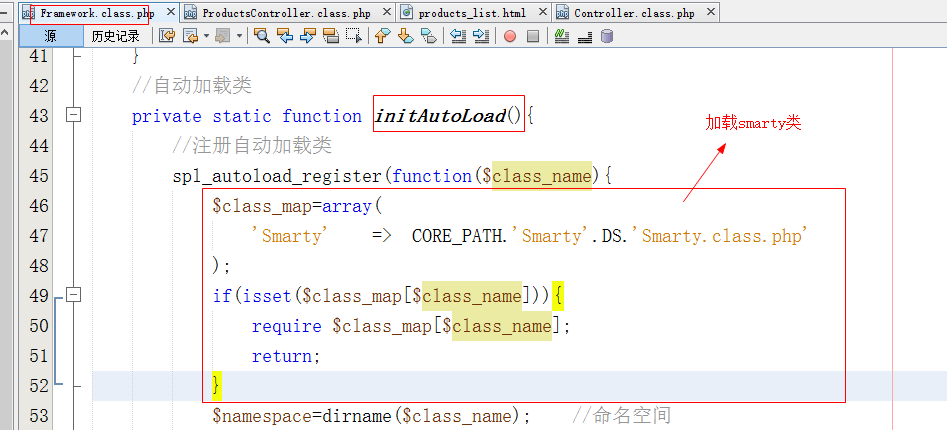 Framework.class.php ProductsController.class.php products_list.html Controller.class.php
源 历史记录
41 }
42 //自动加载类
43 private static function initAutoLoad(){
加载smarty类
44 //注册自动加载类
45 spl_autoload_register(function($class_name){
46 $class_map=array(
47 'Smarty' => CORE_PATH.'Smarty'.DS.'Smarty.class.php'
48 );
49 if(isset($class_map[$class_name])){
50 require $class_map[$class_name];
51 return;
52 }
53 $namespace=dirname($class_name); //命名空间